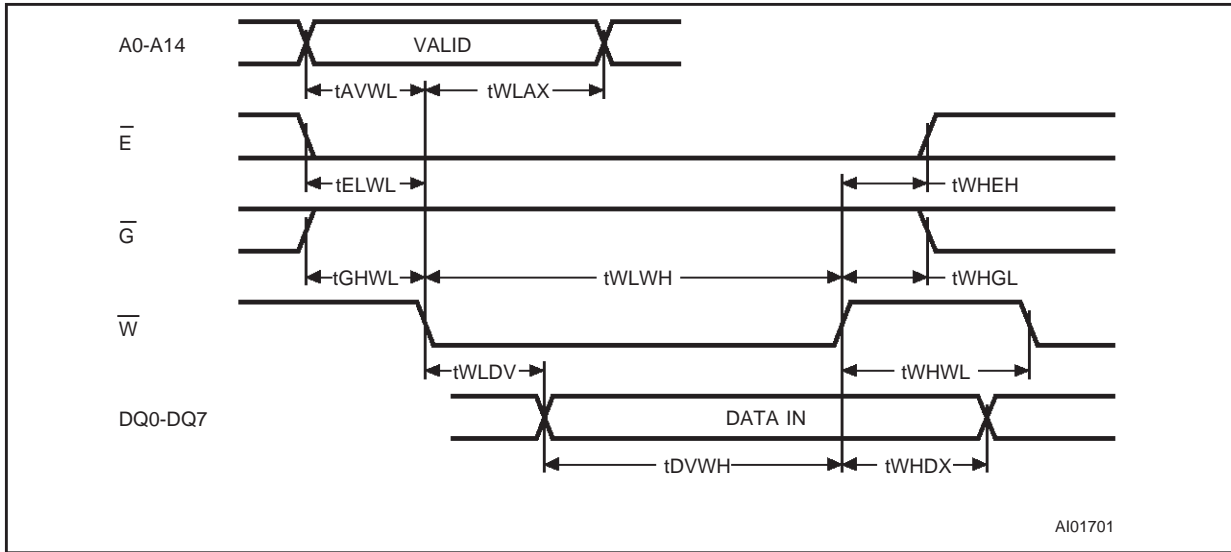 A0-A14
VALID
tAVWL
tWLAX
E
tELWL
tWHEH
G
tGHWL
tWLWH
tWHGL
W
tWLDV
tWHWL
DQ0-DQ7
DATA IN
tDVWH
tWHDX
AI01701